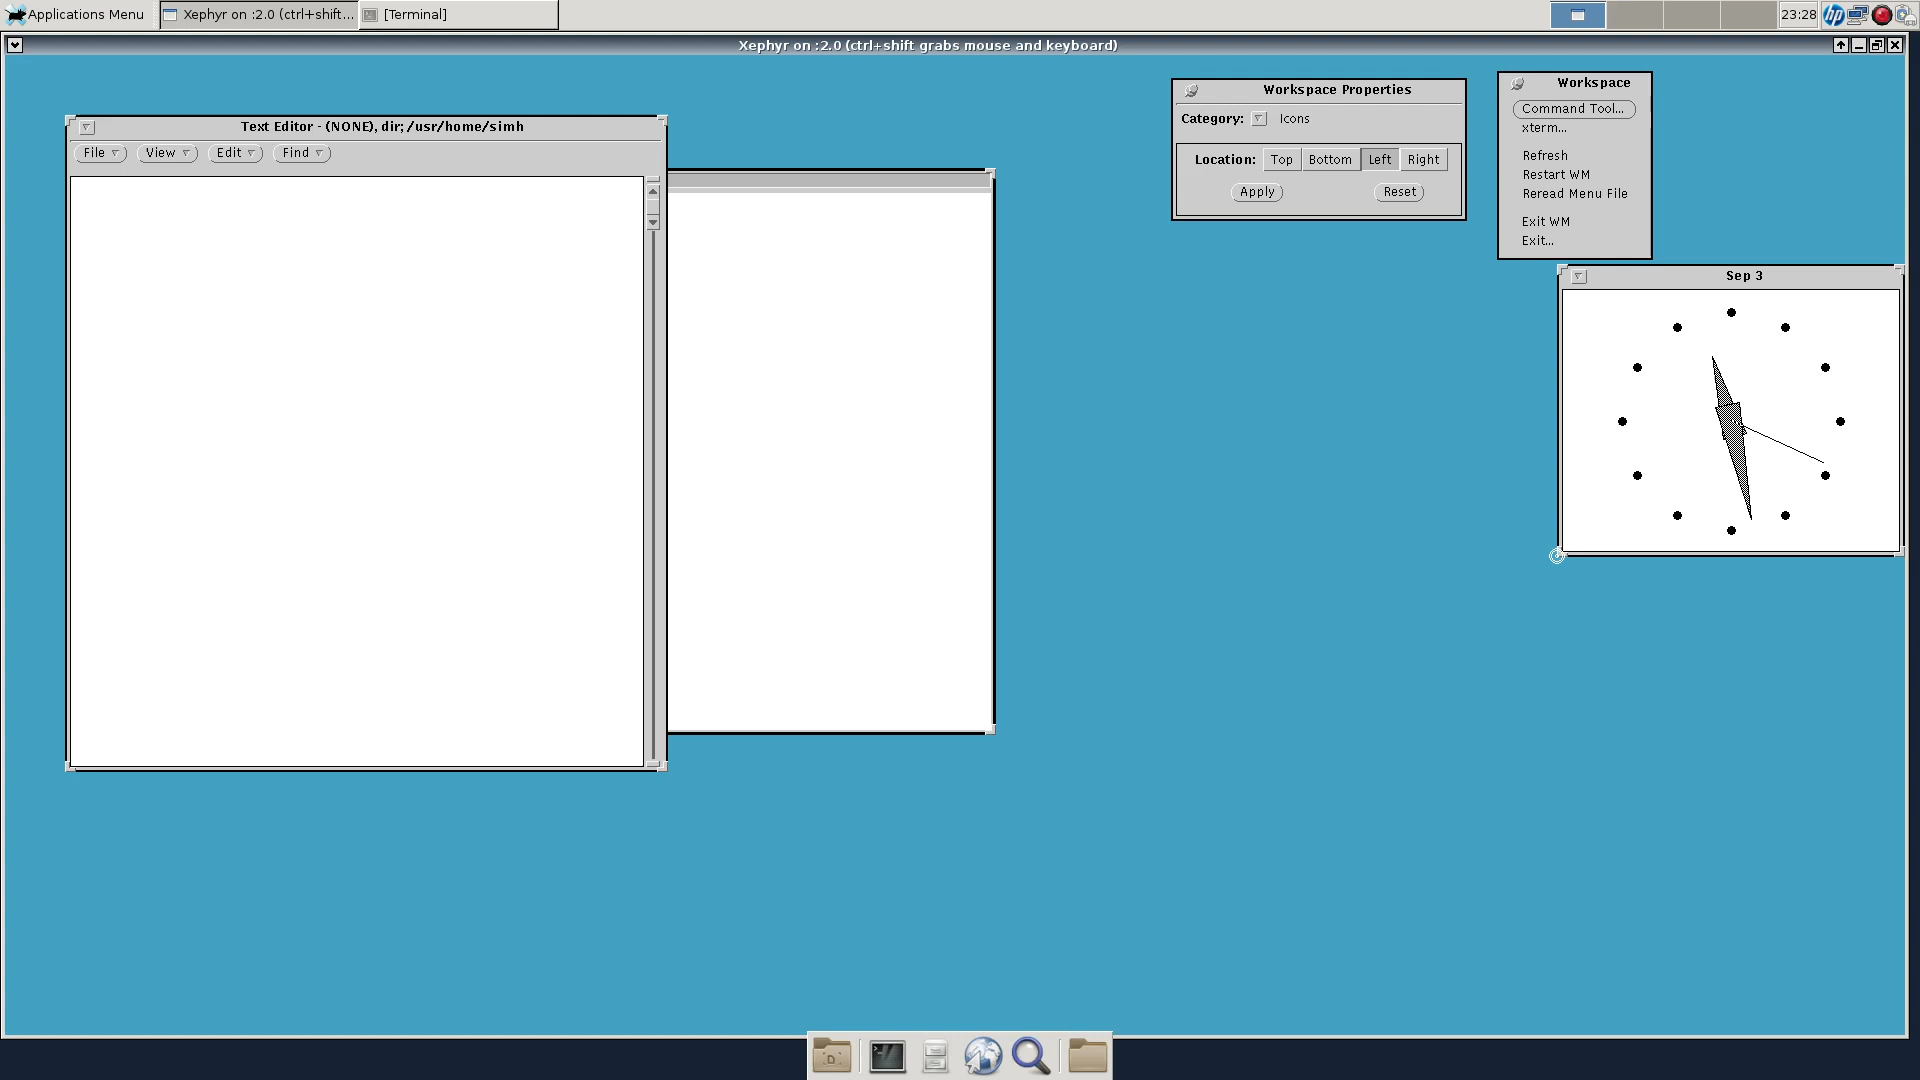 Applications Menu
Xephyr on :2.0 (ctrl+shift...
[Terminal]
23:28
Xephyr on :2.0 (ctrl+shift grabs mouse and keyboard)
Text Editor - (NONE), dir; /usr/home/simh
File
View
Edit
Find
Workspace Properties
Category:
Icons
Location:
Top
Bottom
Left
Right
Apply
Reset
Workspace
Command Tool...
xterm...
Refresh
Restart WM
Reread Menu File
Exit WM
Exit...
Sep 3
hp
D